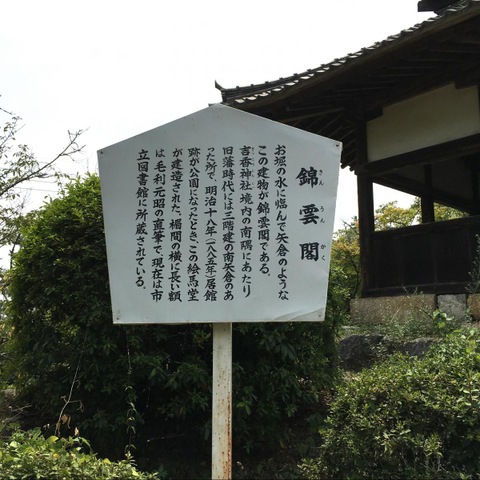 錦雲閣
きんうんかく
お堀の水に臨んで矢倉のような
この建物が錦雲閣である。
吉香神社境内の南隅にあたり
旧藩時代には三階建の南矢倉のあ
った所で、明治十八年(一八八五年)居館
跡が公園になったとき、この絵馬堂
が建造された。楣間の横に長い額
は毛利元昭の直筆で、現在は市
立図書館に所蔵されている。